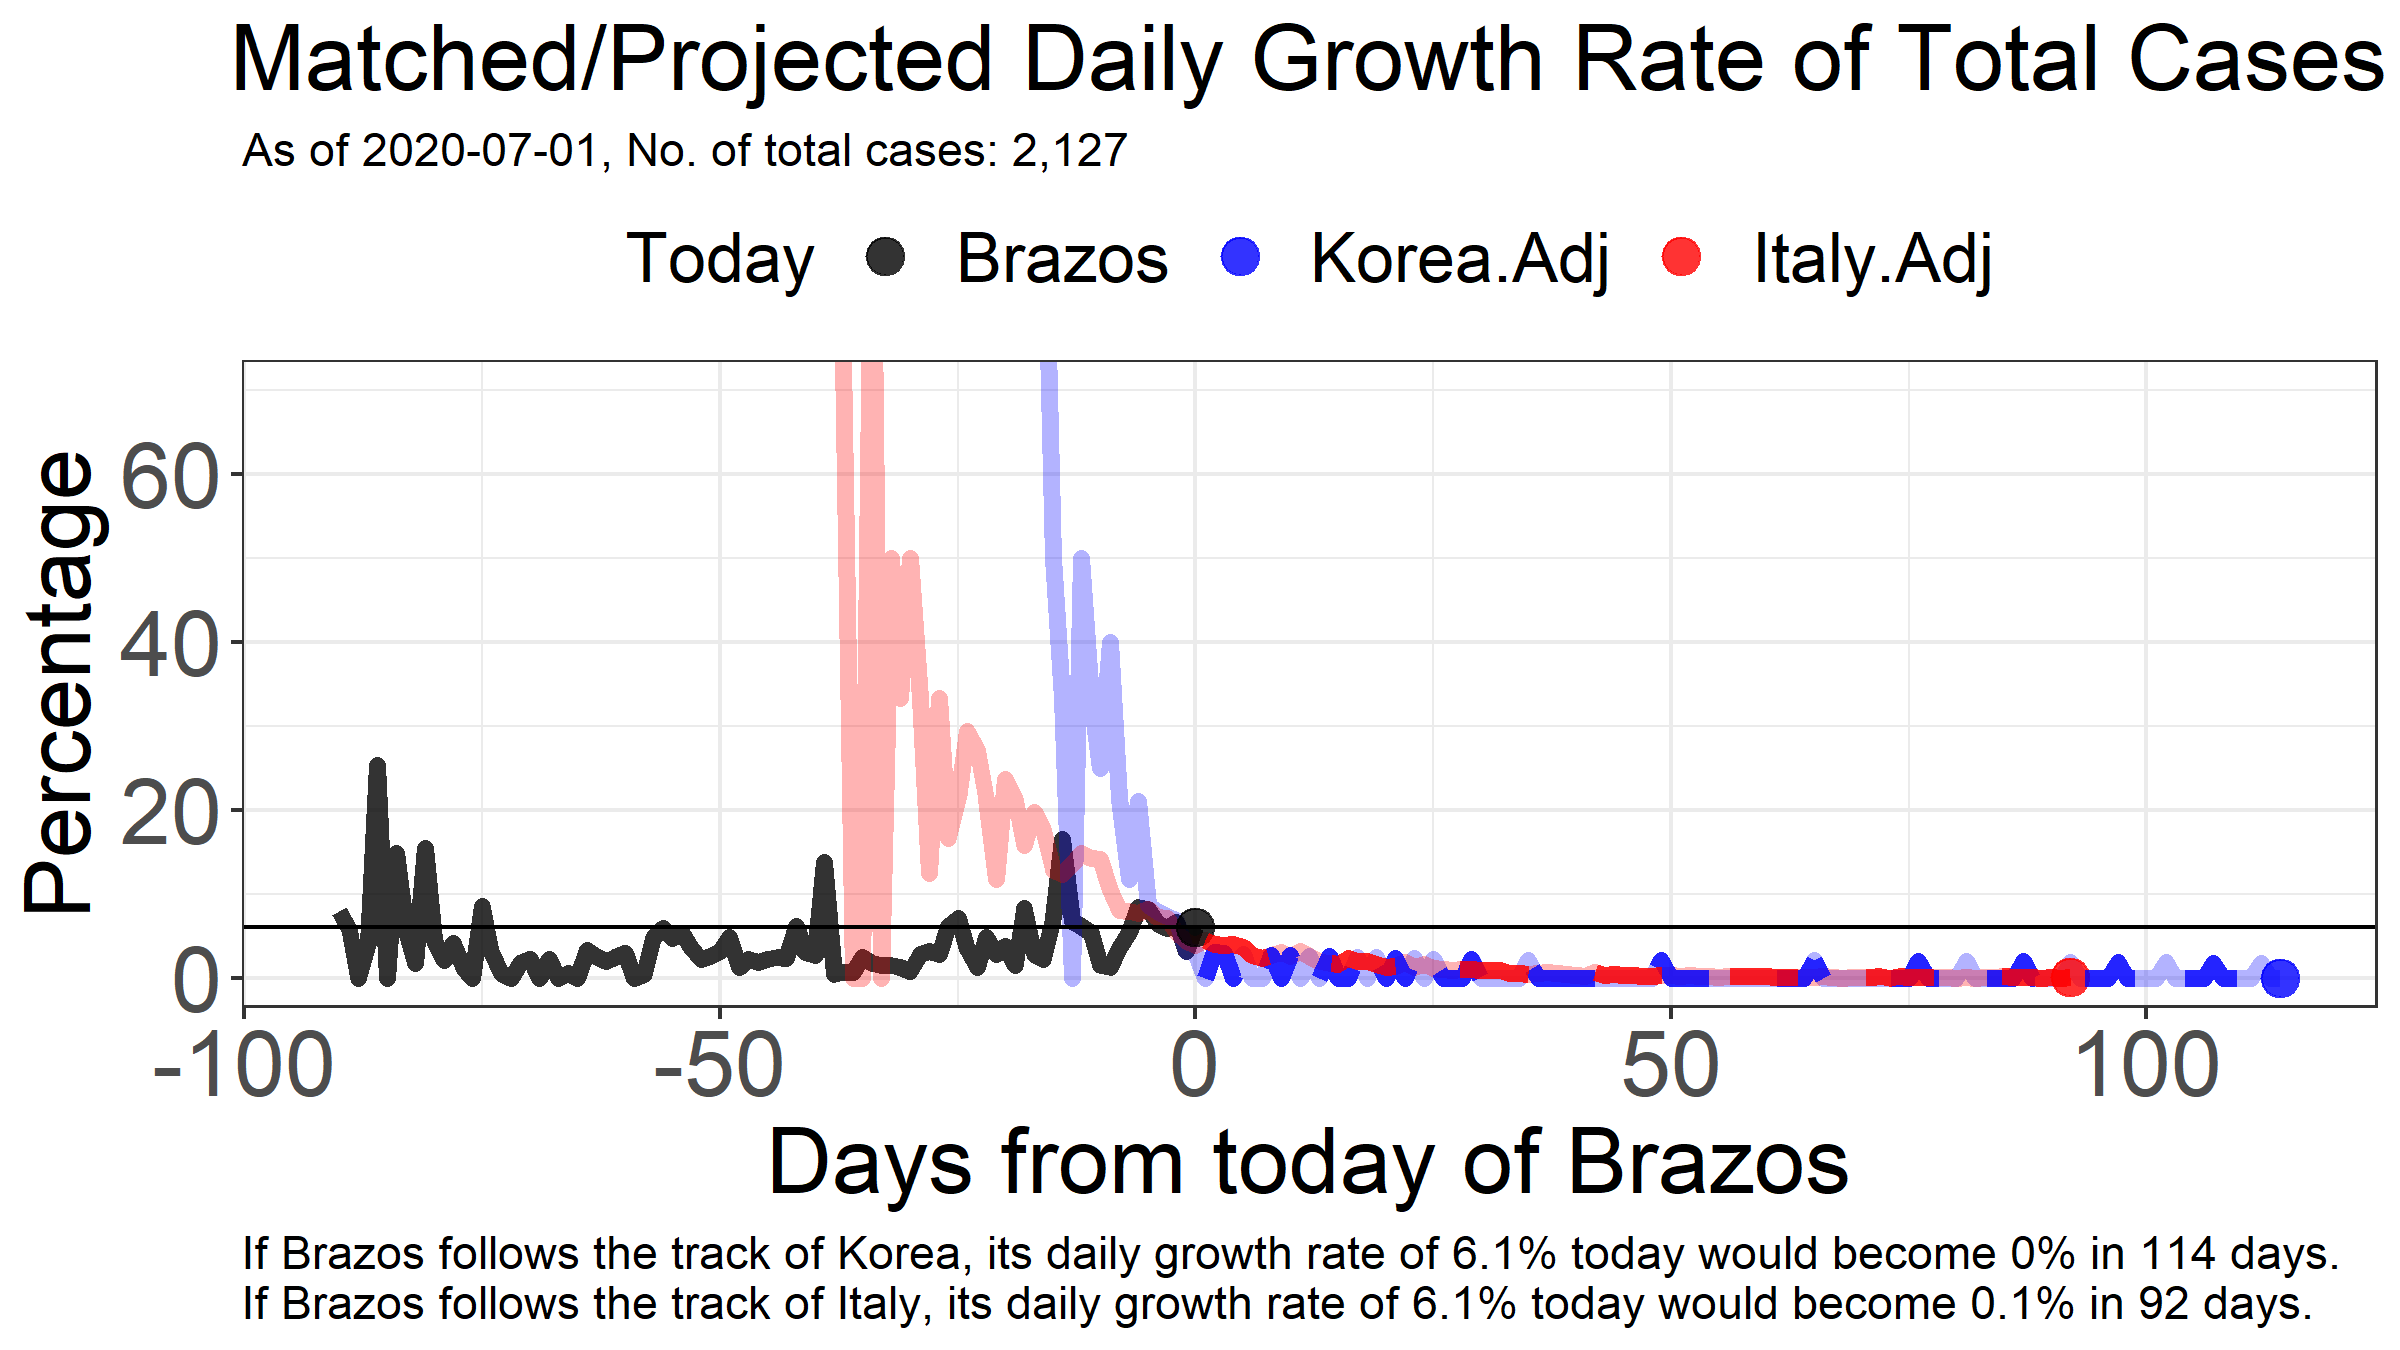 Matched/Projected Daily Growth Rate of Total Cases
As of 2020-07-01, No. of total cases: 2,127
Today Brazos Korea.Adj Italy.Adj
Percentage
60
40
20
0
-100 -50 0 50 100
Days from today of Brazos
If Brazos follows the track of Korea, its daily growth rate of 6.1% today would become 0% in 114 days.
If Brazos follows the track of Italy, its daily growth rate of 6.1% today would become 0.1% in 92 days.